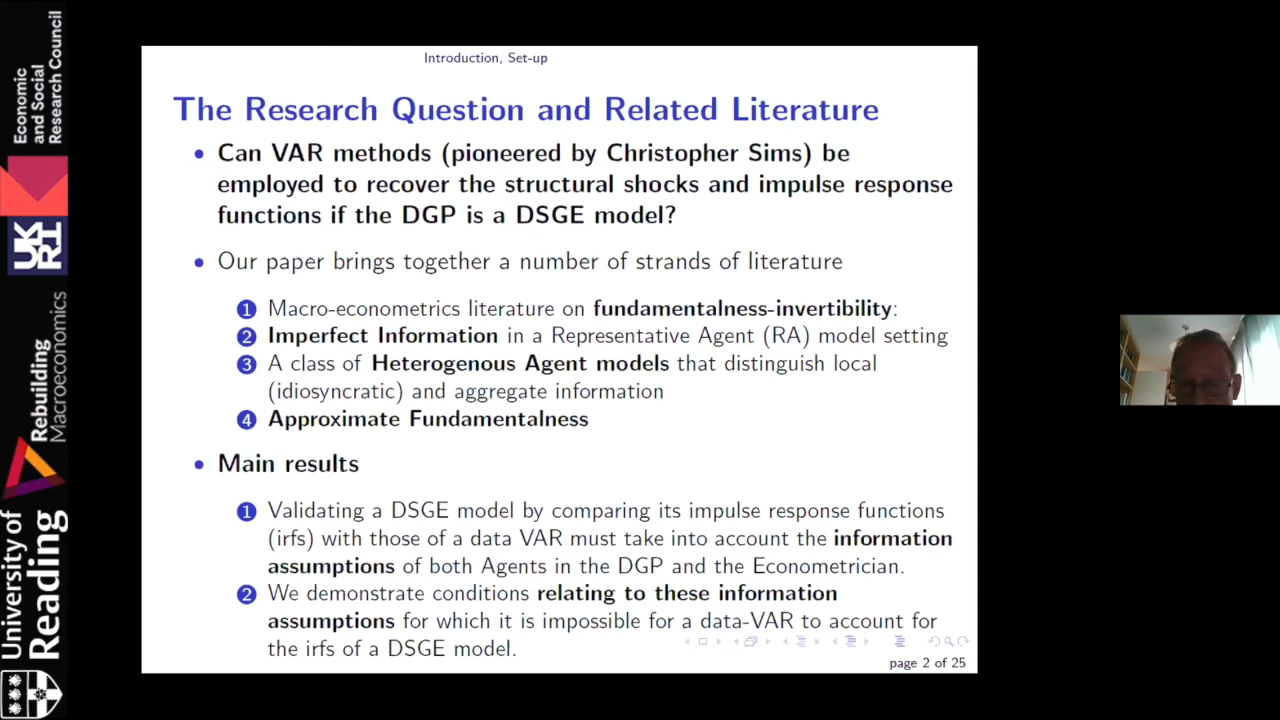 Economic
and Social
Research Council
UKRI
Rebuilding
Macroeconomics
University of
Reading
Introduction, Set-up
The Research Question and Related Literature
• Can VAR methods (pioneered by Christopher Sims) be
employed to recover the structural shocks and impulse response
functions if the DGP is a DSGE model?
• Our paper brings together a number of strands of literature
1 Macro-econometrics literature on fundamentalness-invertibility:
2 Imperfect Information in a Representative Agent (RA) model setting
3 A class of Heterogenous Agent models that distinguish local
(idiosyncratic) and aggregate information
4 Approximate Fundamentalness
• Main results
1 Validating a DSGE model by comparing its impulse response functions
(irfs) with those of a data VAR must take into account the information
assumptions of both Agents in the DGP and the Econometrician.
2 We demonstrate conditions relating to these information
assumptions for which it is impossible for a data-VAR to account for
the irfs of a DSGE model.
page 2 of 25